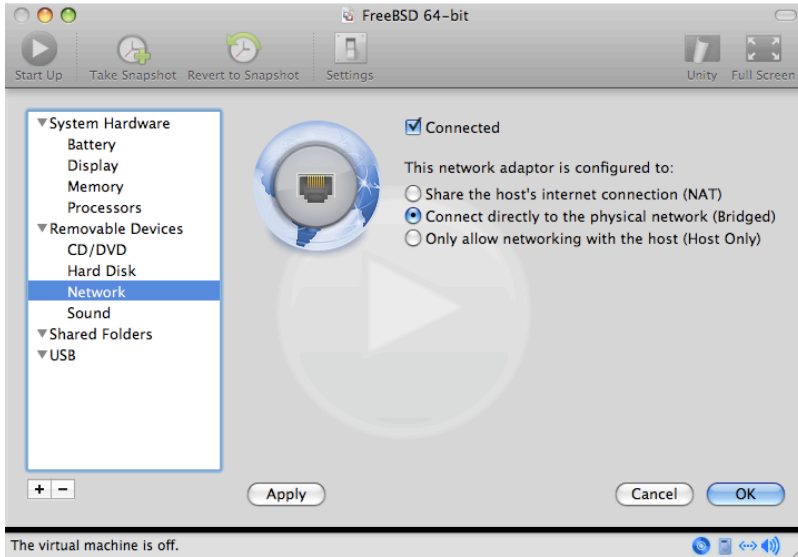 FreeBSD 64-bit
Start Up
Take Snapshot
Revert to Snapshot
Settings
Unity
Full Screen
System Hardware
Battery
Display
Memory
Processors
Removable Devices
CD/DVD
Hard Disk
Network
Sound
Shared Folders
USB
Connected
This network adaptor is configured to:
Share the host's internet connection (NAT)
Connect directly to the physical network (Bridged)
Only allow networking with the host (Host Only)
+ −
Apply
Cancel
OK
The virtual machine is off.